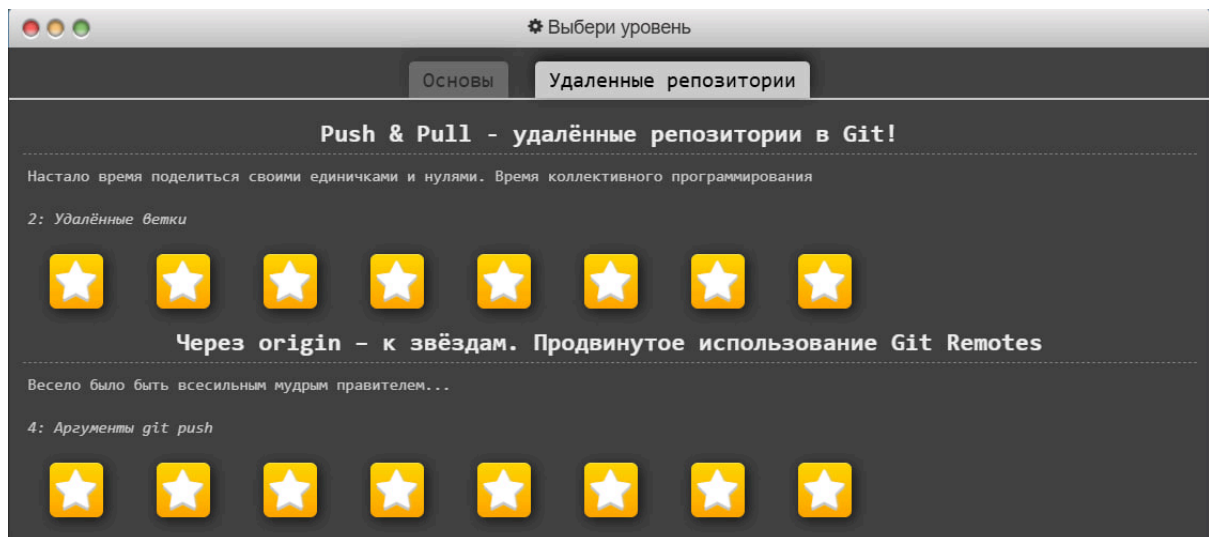 Выбери уровень
Основы
Удаленные репозитории
Push & Pull - удалённые репозитории в Git!
Настало время поделиться своими единичками и нулями. Время коллективного программирования
2: Удалённые ветки
Через origin – к звёздам. Продвинутое использование Git Remotes
Весело было быть всесильным мудрым правителем...
4: Аргументы git push